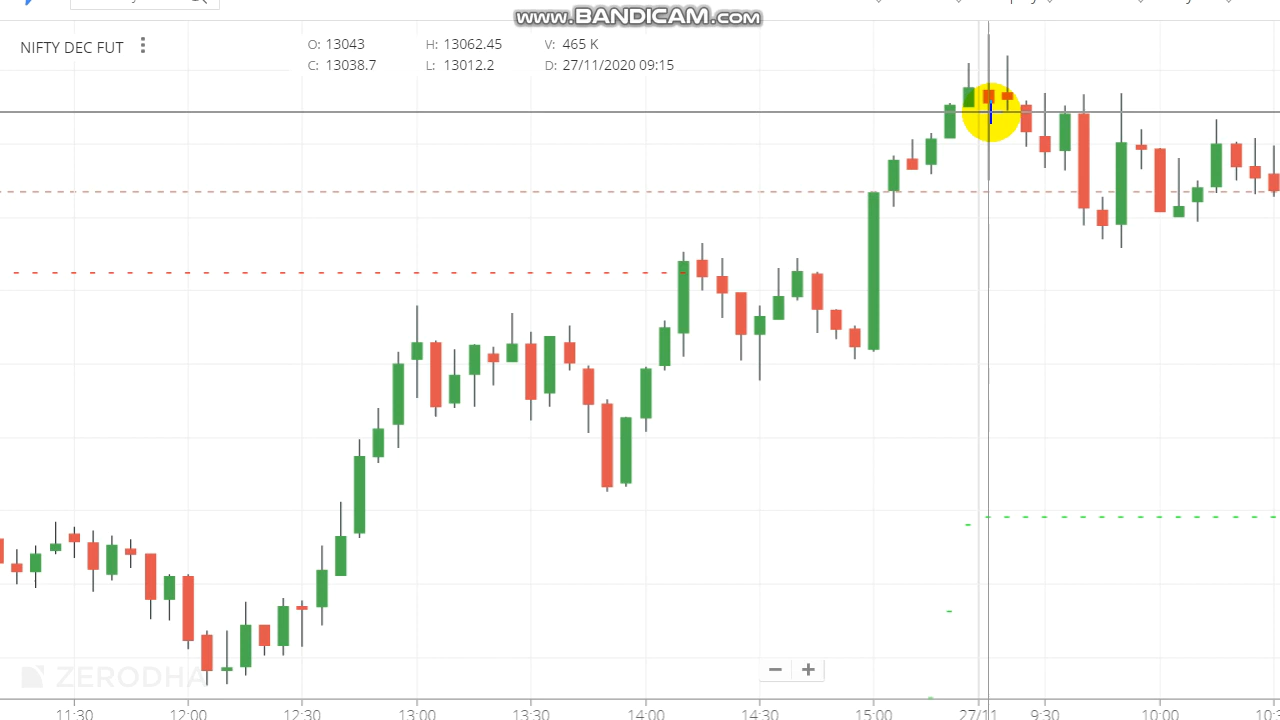 www.BANDICAM.com
NIFTY DEC FUT
O: 13043 H: 13062.45 V: 465 K
C: 13038.7 L: 13012.2 D: 27/11/2020 09:15
ZERODHA
11:30 12:00 12:30 13:00 13:30 14:00 14:30 15:00 27/11 9:30 10:00